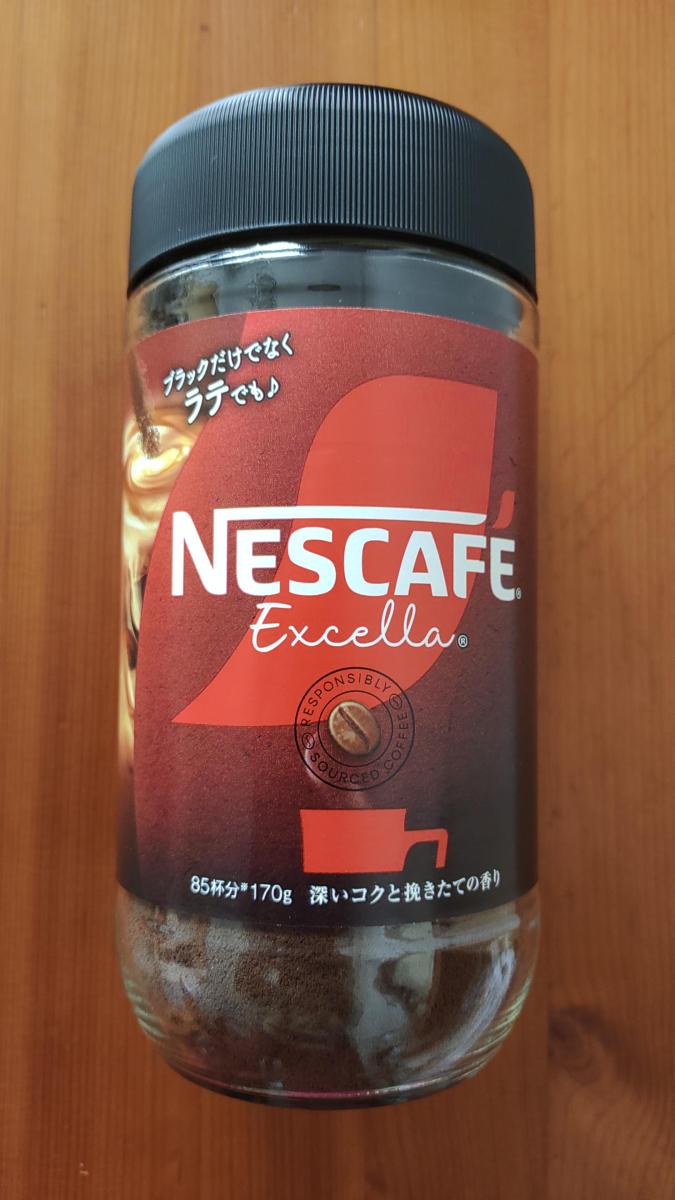 ブラックだけでなく
ラテでも♪
NESCAFÉ®
Excella®
RESPONSIBLY
SOURCED COFFEE
85杯分※170g 深いコクと挽きたての香り